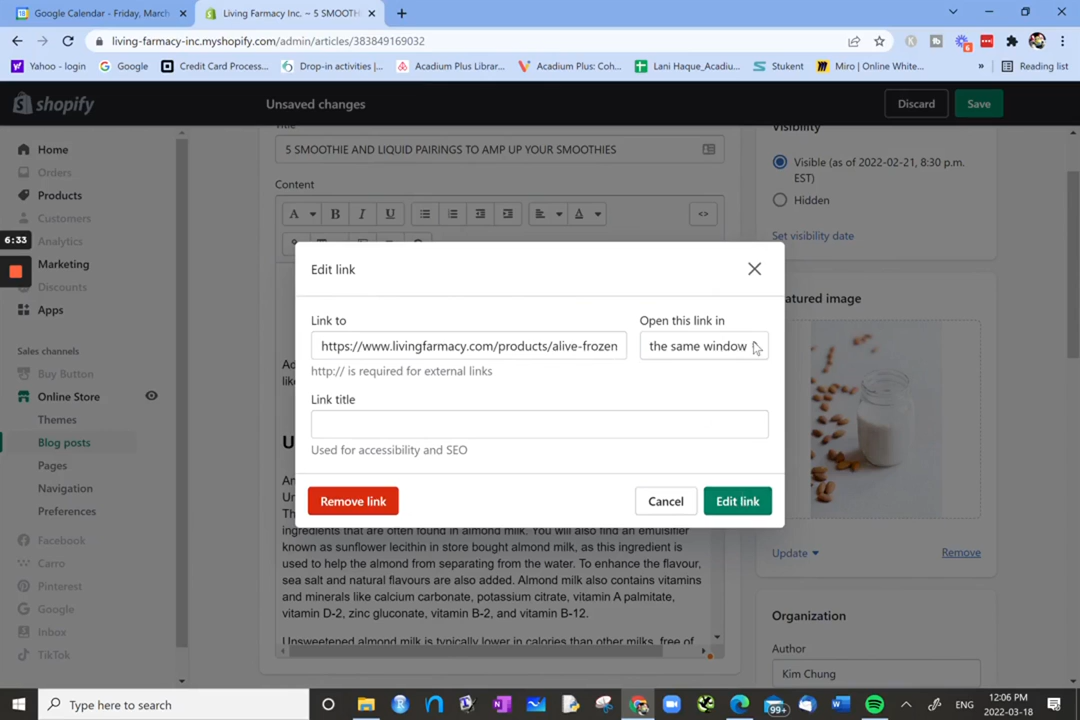 Google Calendar - Friday, March
Living Farmacy Inc. ~ 5 SMOOTH
living-farmacy-inc.myshopify.com/admin/articles/383849169032
Yahoo - login
Google
Credit Card Process...
Drop-in activities |...
Acadium Plus Librar...
Acadium Plus: Coh...
Lani Haque_Acadiu...
Stukent
Miro | Online White...
»
Reading list
shopify
Unsaved changes
Discard
Save
Home
Orders
Products
Customers
6:33
Analytics
Marketing
Discounts
Apps
Sales channels
Buy Button
Online Store
Themes
Blog posts
Pages
Navigation
Preferences
Facebook
Carro
Pinterest
Google
Inbox
TikTok
Title
5 SMOOTHIE AND LIQUID PAIRINGS TO AMP UP YOUR SMOOTHIES
Content
A
B
I
U
A
<>
Edit link
Link to
Open this link in
https://www.livingfarmacy.com/products/alive-frozen
the same window
http:// is required for external links
Link title
Used for accessibility and SEO
Remove link
Cancel
Edit link
ingredients that are often found in almond milk. You will also find an emulsifier
known as sunflower lecithin in store bought almond milk, as this ingredient is
used to help the almond from separating from the water. To enhance the flavour,
sea salt and natural flavours are also added. Almond milk also contains vitamins
and minerals like calcium carbonate, potassium citrate, vitamin A palmitate,
vitamin D-2, zinc gluconate, vitamin B-2, and vitamin B-12.
Unsweetened almond milk is typically lower in calories than other milks, free of
Visibility
Visible (as of 2022-02-21, 8:30 p.m.
EST)
Hidden
Set visibility date
atured image
Update
Remove
Organization
Author
Kim Chung
Type here to search
99+
ENG
12:06 PM
2022-03-18